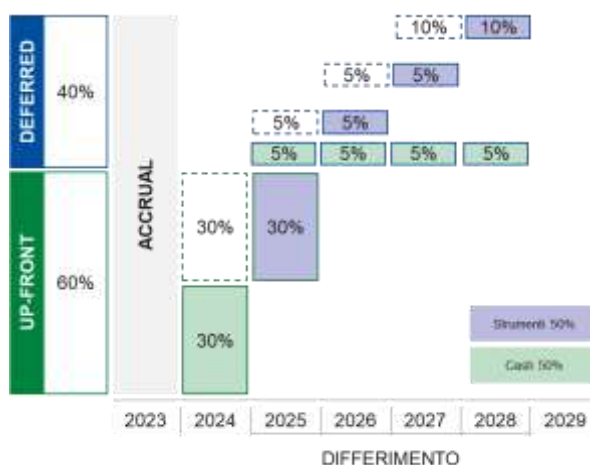 10% 10%
DEFERRED
40%
5% 5%
5% 5%
5% 5% 5% 5%
ACCRUAL
UP-FRONT
60%
30% 30%
30%
Strumenti 50%
Cash 50%
2023 2024 2025 2026 2027 2028 2029
DIFFERIMENTO